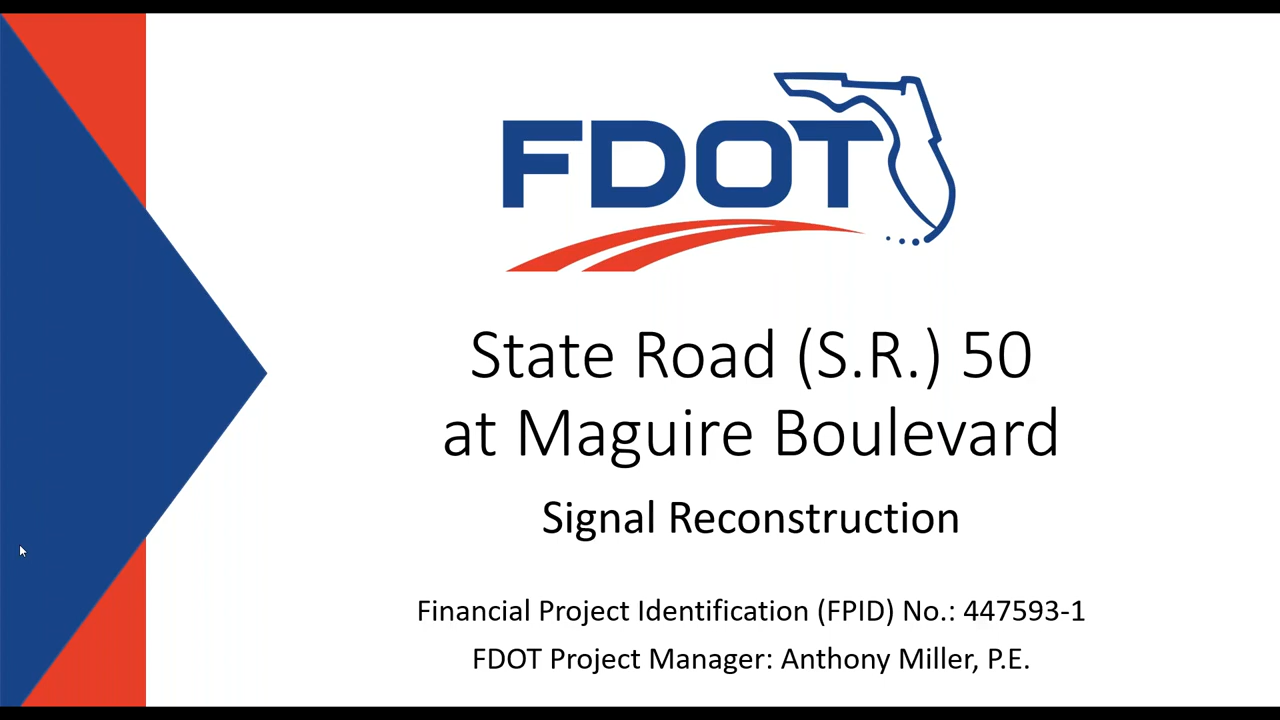 FDOT
State Road (S.R.) 50
at Maguire Boulevard
Signal Reconstruction
Financial Project Identification (FPID) No.: 447593-1
FDOT Project Manager: Anthony Miller, P.E.